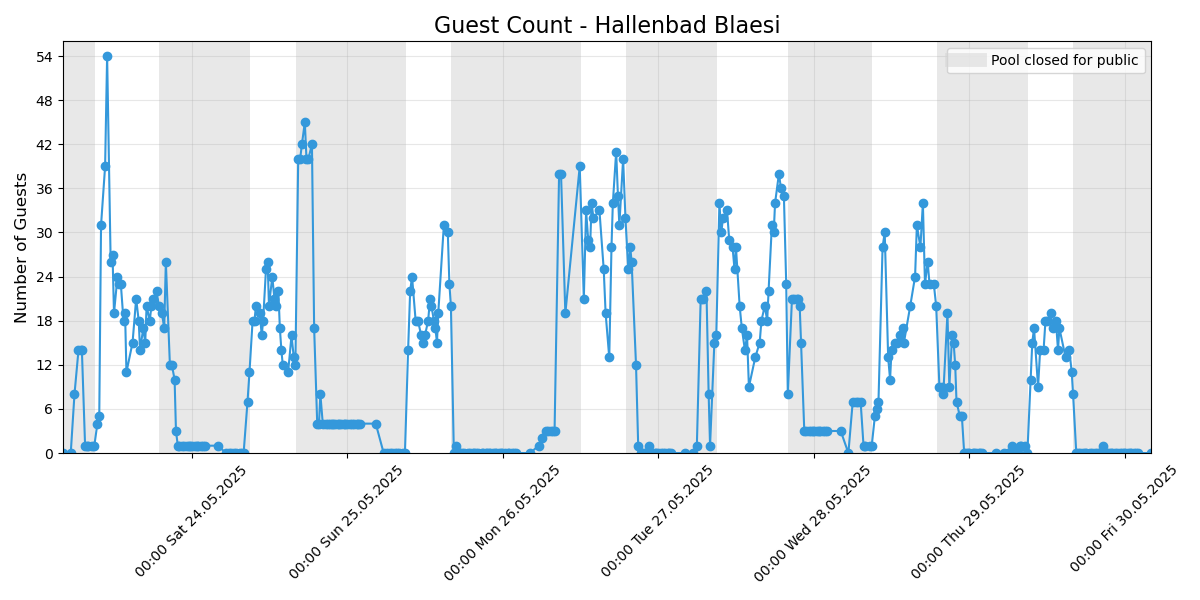 Guest Count - Hallenbad Blaesi
Pool closed for public
Number of Guests
54
48
42
36
30
24
18
12
6
0
00:00 Sat 24.05.2025
00:00 Sun 25.05.2025
00:00 Mon 26.05.2025
00:00 Tue 27.05.2025
00:00 Wed 28.05.2025
00:00 Thu 29.05.2025
00:00 Fri 30.05.2025